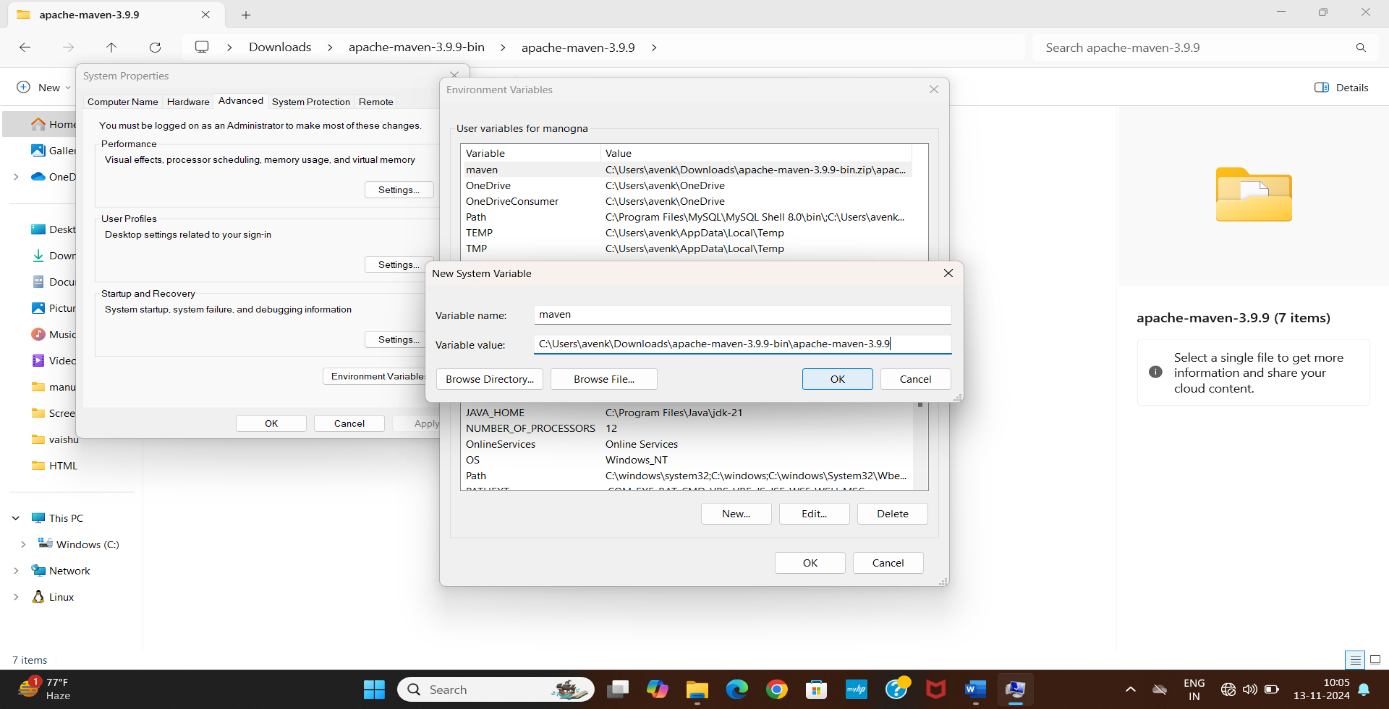 apache-maven-3.9.9
Downloads > apache-maven-3.9.9-bin > apache-maven-3.9.9 >
Search apache-maven-3.9.9
New
Details
Home
Galler
OneD
Deskt
Down
Docu
Pictur
Music
Video
manu
Scree
vaishu
HTML
This PC
Windows (C:)
Network
Linux
7 items
System Properties
Computer Name Hardware Advanced System Protection Remote
You must be logged on as an Administrator to make most of these changes.
Performance
Visual effects, processor scheduling, memory usage, and virtual memory
Settings...
User Profiles
Desktop settings related to your sign-in
Settings...
Startup and Recovery
System startup, system failure, and debugging information
Settings...
Environment Variable
OK Cancel Apply
Environment Variables
User variables for manogna
Variable Value
maven C:\Users\avenk\Downloads\apache-maven-3.9.9-bin.zip\apac...
OneDrive C:\Users\avenk\OneDrive
OneDriveConsumer C:\Users\avenk\OneDrive
Path C:\Program Files\MySQL\MySQL Shell 8.0\bin\;C:\Users\avenk...
TEMP C:\Users\avenk\AppData\Local\Temp
TMP C:\Users\avenk\AppData\Local\Temp
New System Variable
Variable name: maven
Variable value: C:\Users\avenk\Downloads\apache-maven-3.9.9-bin\apache-maven-3.9.9
Browse Directory... Browse File... OK Cancel
JAVA_HOME C:\Program Files\Java\jdk-21
NUMBER_OF_PROCESSORS 12
OnlineServices Online Services
OS Windows_NT
Path C:\windows\system32;C:\windows;C:\windows\System32\Wbe...
New... Edit... Delete
OK Cancel
apache-maven-3.9.9 (7 items)
Select a single file to get more
information and share your
cloud content.
1
77°F
Haze
Search
myhp
ENG
IN
10:05
13-11-2024